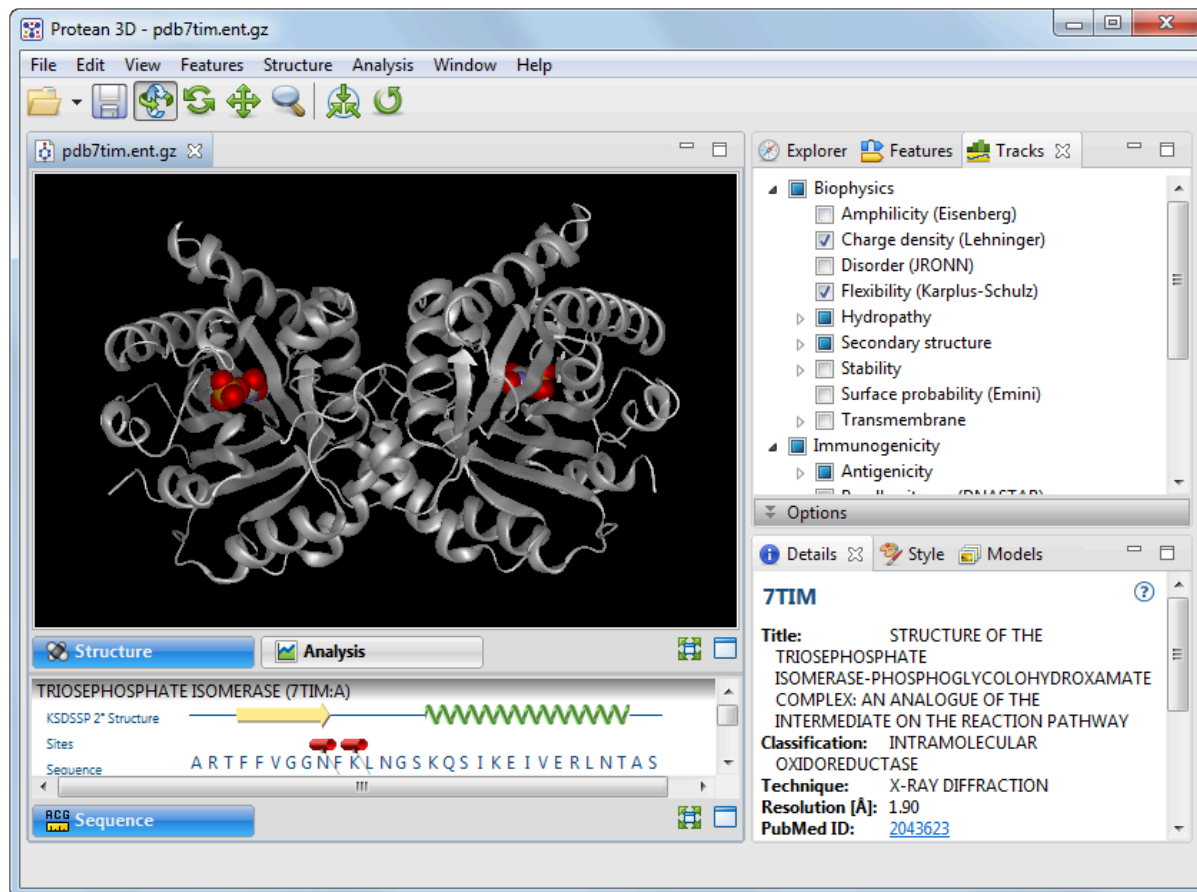 Protean 3D - pdb7tim.ent.gz
File Edit View Features Structure Analysis Window Help
pdb7tim.ent.gz
Structure
Analysis
TRIOSEPHOSPHATE ISOMERASE (7TIM:A)
KSDSSP 2° Structure
Sites
Sequence
A R T F F V G G N F K L N G S K Q S I K E I V E R L N T A S
ACG Sequence
Explorer Features Tracks
Biophysics
Amphilicity (Eisenberg)
Charge density (Lehninger)
Disorder (JRONN)
Flexibility (Karplus-Schulz)
Hydropathy
Secondary structure
Stability
Surface probability (Emini)
Transmembrane
Immunogenicity
Antigenicity
Options
Details Style Models
7TIM
Title: STRUCTURE OF THE
TRIOSEPHOSPHATE
ISOMERASE-PHOSPHOGLYCOLOHYDROXAMATE
COMPLEX: AN ANALOGUE OF THE
INTERMEDIATE ON THE REACTION PATHWAY
Classification: INTRAMOLECULAR
OXIDOREDUCTASE
Technique: X-RAY DIFFRACTION
Resolution [Å]: 1.90
PubMed ID: 2043623